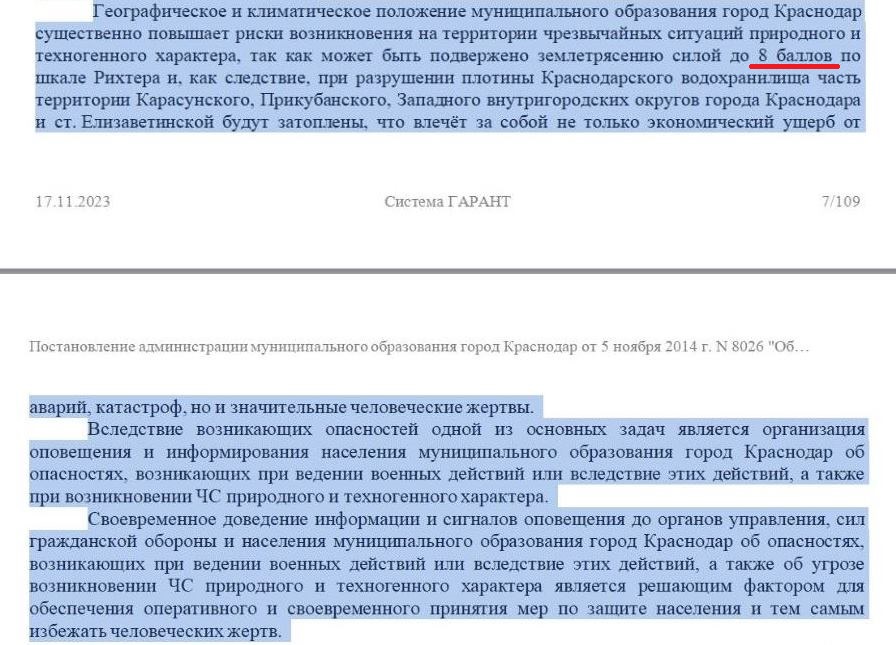 Географическое и климатическое положение муниципального образования город Краснодар
существенно повышает риски возникновения на территории чрезвычайных ситуаций природного и
техногенного характера, так как может быть подвержено землетрясению силой до 8 баллов по
шкале Рихтера и, как следствие, при разрушении плотины Краснодарского водохранилища часть
территории Карасунского, Прикубанского, Западного внутригородских округов города Краснодара
и ст. Елизаветинской будут затоплены, что влечёт за собой не только экономический ущерб от
17.11.2023 Система ГАРАНТ 7/109
Постановление администрации муниципального образования город Краснодар от 5 ноября 2014 г. N 8026 "Об…
аварий, катастроф, но и значительные человеческие жертвы.
Вследствие возникающих опасностей одной из основных задач является организация
оповещения и информирования населения муниципального образования город Краснодар об
опасностях, возникающих при ведении военных действий или вследствие этих действий, а также
при возникновении ЧС природного и техногенного характера.
Своевременное доведение информации и сигналов оповещения до органов управления, сил
гражданской обороны и населения муниципального образования город Краснодар об опасностях,
возникающих при ведении военных действий или вследствие этих действий, а также об угрозе
возникновении ЧС природного и техногенного характера является решающим фактором для
обеспечения оперативного и своевременного принятия мер по защите населения и тем самым
избежать человеческих жертв.